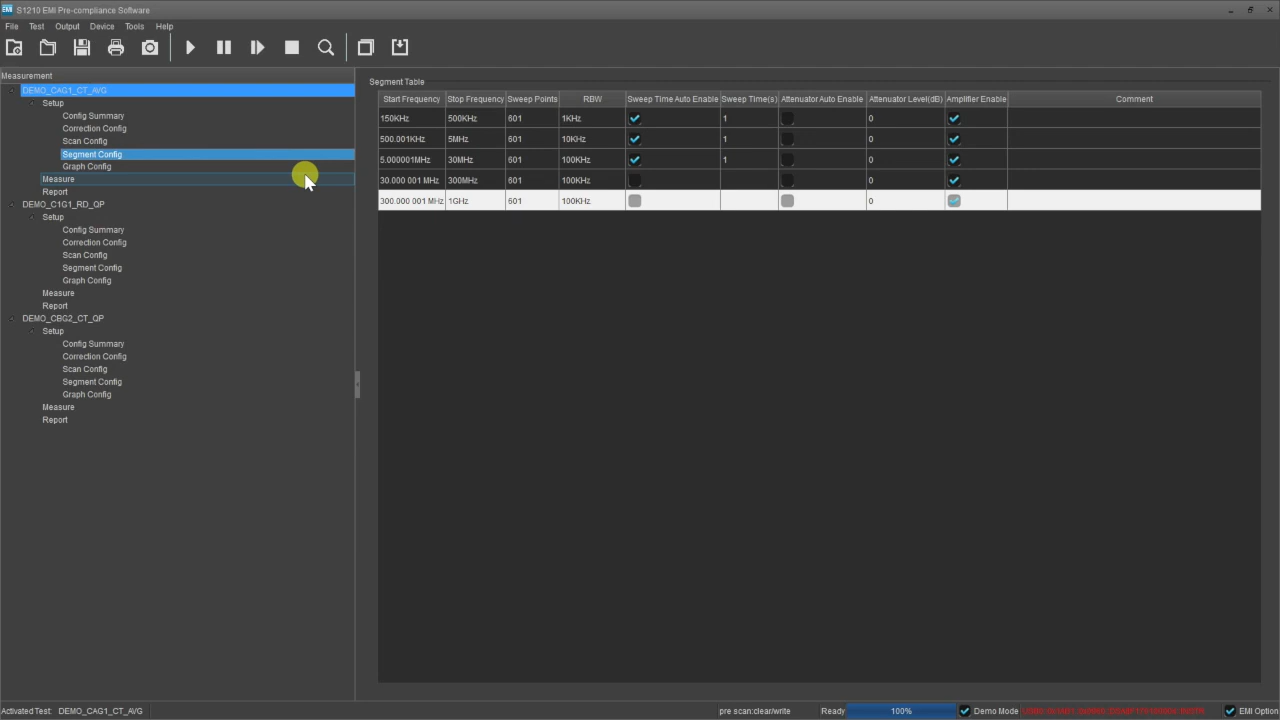 EMI S1210 EMI Pre-compliance Software
File Test Output Device Tools Help
Measurement
DEMO_CAG1_CT_AVG
Setup
Config Summary
Correction Config
Scan Config
Segment Config
Graph Config
Measure
Report
DEMO_C1G1_RD_QP
Setup
Config Summary
Correction Config
Scan Config
Segment Config
Graph Config
Measure
Report
DEMO_CBG2_CT_QP
Setup
Config Summary
Correction Config
Scan Config
Segment Config
Graph Config
Measure
Report
Segment Table
Start Frequency Stop Frequency Sweep Points RBW Sweep Time Auto Enable Sweep Time(s) Attenuator Auto Enable Attenuator Level(dB) Amplifier Enable Comment
150KHz 500KHz 601 1KHz 1 0
500.001KHz 5MHz 601 10KHz 1 0
5.000001MHz 30MHz 601 100KHz 1 0
30.000 001 MHz 300MHz 601 100KHz 0
300.000 001 MHz 1GHz 601 100KHz 0
Activated Test: DEMO_CAG1_CT_AVG pre scan:clear/write Ready 100% Demo Mode EMI Option